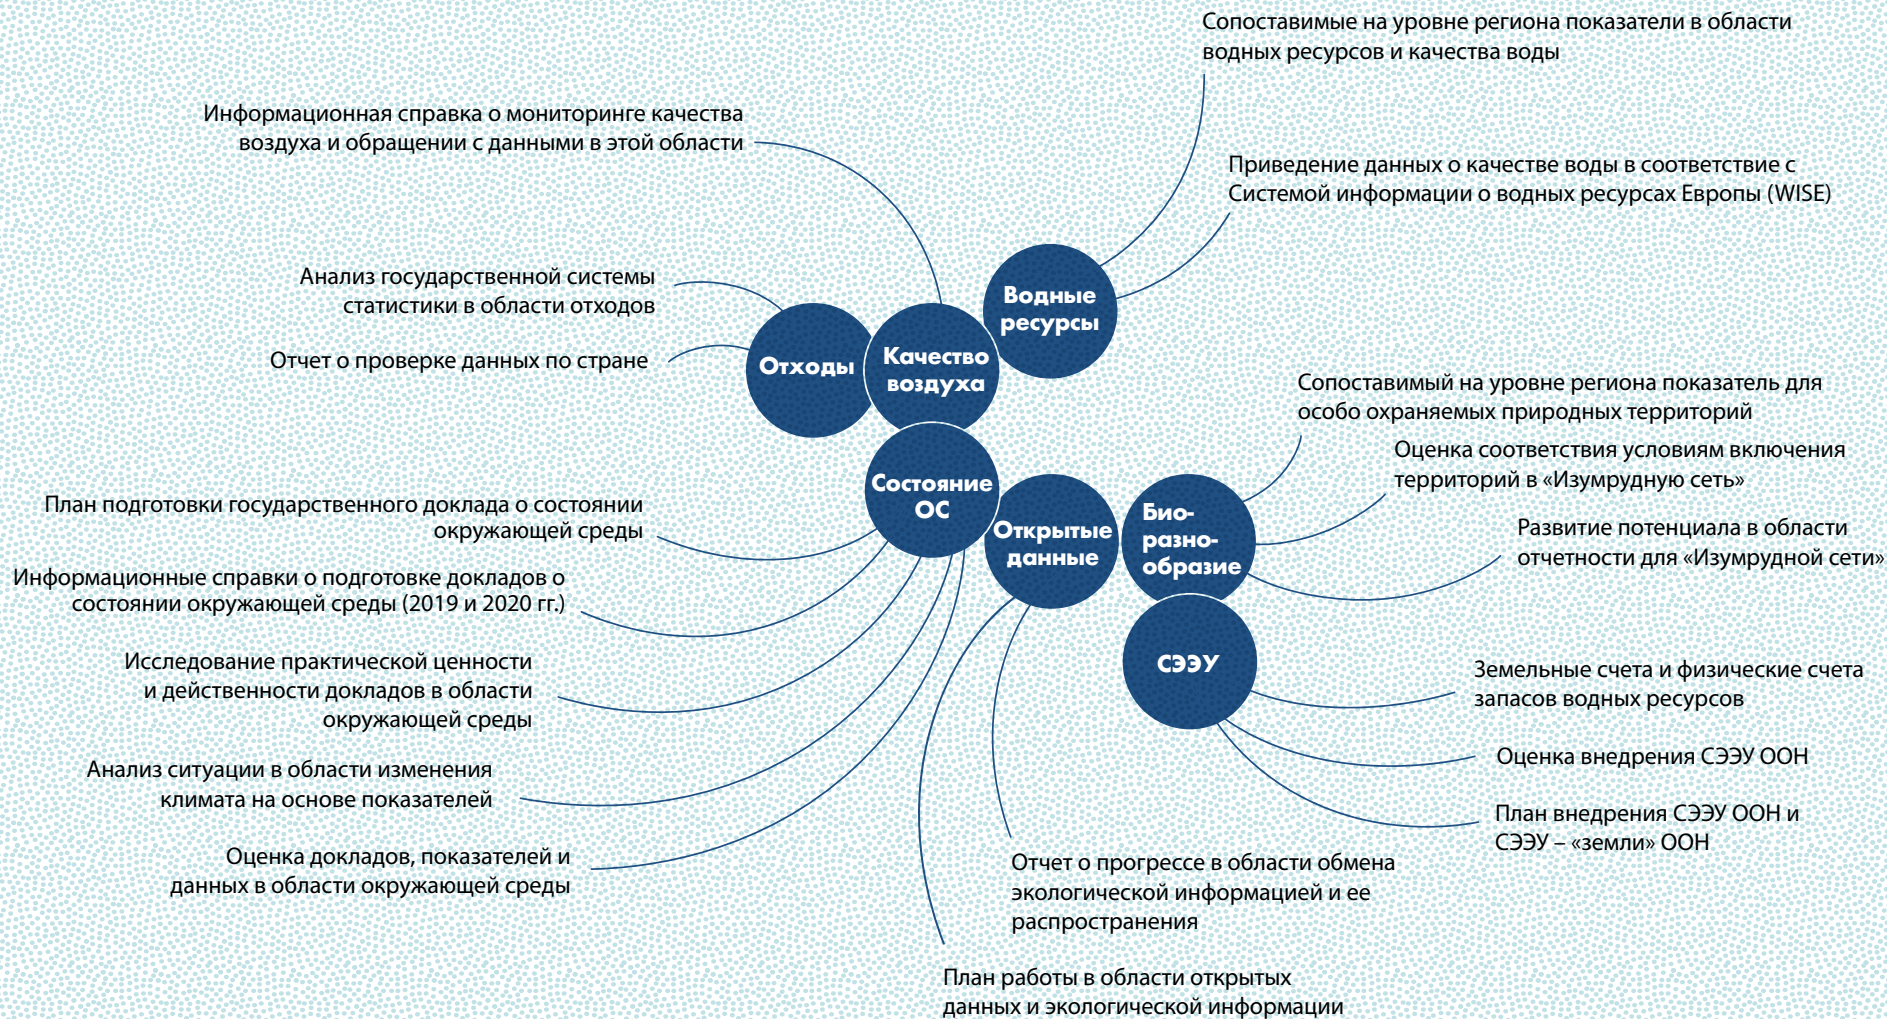 Сопоставимые на уровне региона показатели в области
водных ресурсов и качества воды
Информационная справка о мониторинге качества
воздуха и обращении с данными в этой области
Приведение данных о качестве воды в соответствие с
Системой информации о водных ресурсах Европы (WISE)
Анализ государственной системы
статистики в области отходов
Отчет о проверке данных по стране
Водные
ресурсы
Отходы
Качество
воздуха
Сопоставимый на уровне региона показатель для
особо охраняемых природных территорий
Оценка соответствия условиям включения
территорий в «Изумрудную сеть»
Развитие потенциала в области
отчетности для «Изумрудной сети»
Состояние
ОС
Открытые
данные
Био-
разно-
образие
СЭЭУ
План подготовки государственного доклада о состоянии
окружающей среды
Информационные справки о подготовке докладов о
состоянии окружающей среды (2019 и 2020 гг.)
Исследование практической ценности
и действенности докладов в области
окружающей среды
Анализ ситуации в области изменения
климата на основе показателей
Оценка докладов, показателей и
данных в области окружающей среды
Земельные счета и физические счета
запасов водных ресурсов
Оценка внедрения СЭЭУ ООН
План внедрения СЭЭУ ООН и
СЭЭУ – «земли» ООН
Отчет о прогрессе в области обмена
экологической информацией и ее
распространения
План работы в области открытых
данных и экологической информации